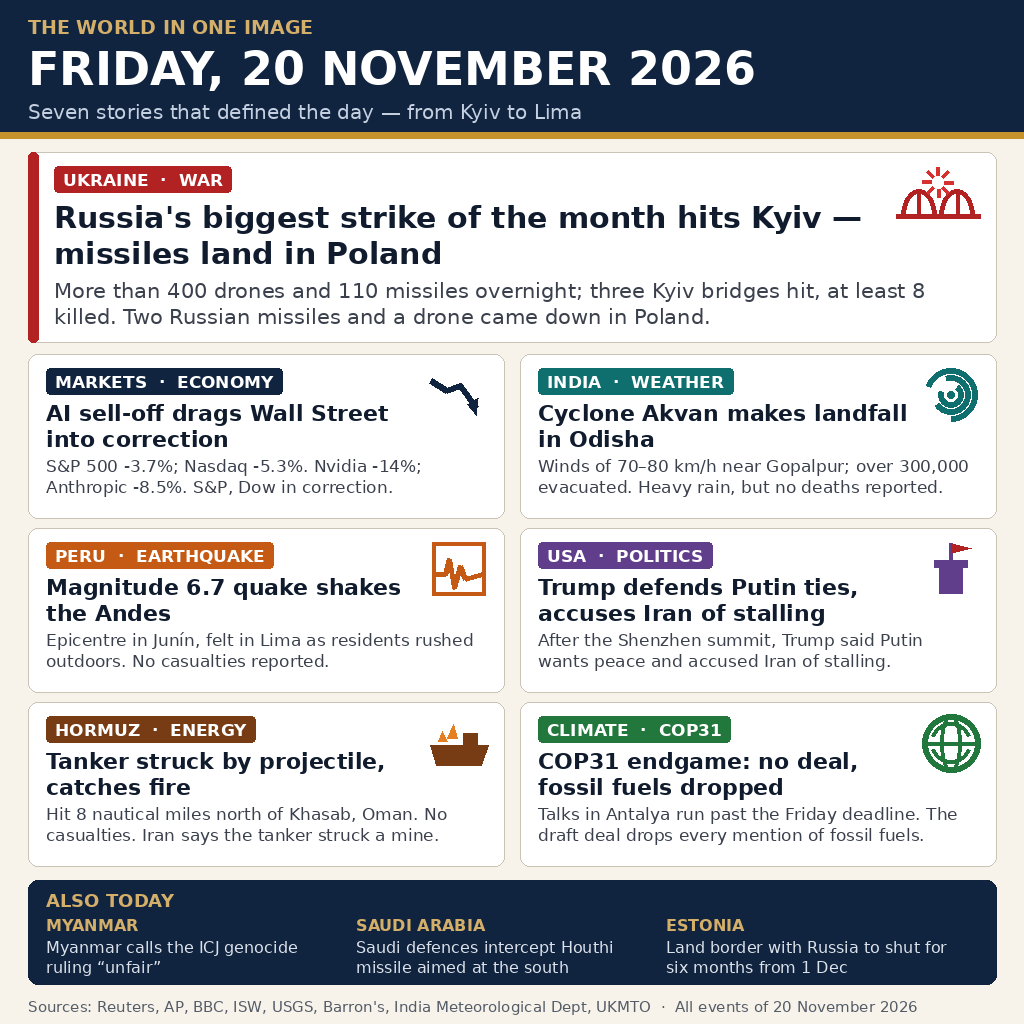 THE WORLD IN ONE IMAGE
FRIDAY, 20 NOVEMBER 2026
Seven stories that defined the day — from Kyiv to Lima
UKRAINE · WAR
Russia's biggest strike of the month hits Kyiv —
missiles land in Poland
More than 400 drones and 110 missiles overnight; three Kyiv bridges hit, at least 8
killed. Two Russian missiles and a drone came down in Poland.
MARKETS · ECONOMY
AI sell-off drags Wall Street
into correction
S&P 500 -3.7%; Nasdaq -5.3%. Nvidia -14%;
Anthropic -8.5%. S&P, Dow in correction.
INDIA · WEATHER
Cyclone Akvan makes landfall
in Odisha
Winds of 70–80 km/h near Gopalpur; over 300,000
evacuated. Heavy rain, but no deaths reported.
PERU · EARTHQUAKE
Magnitude 6.7 quake shakes
the Andes
Epicentre in Junín, felt in Lima as residents rushed
outdoors. No casualties reported.
USA · POLITICS
Trump defends Putin ties,
accuses Iran of stalling
After the Shenzhen summit, Trump said Putin
wants peace and accused Iran of stalling.
HORMUZ · ENERGY
Tanker struck by projectile,
catches fire
Hit 8 nautical miles north of Khasab, Oman. No
casualties. Iran says the tanker struck a mine.
CLIMATE · COP31
COP31 endgame: no deal,
fossil fuels dropped
Talks in Antalya run past the Friday deadline. The
draft deal drops every mention of fossil fuels.
ALSO TODAY
MYANMAR
Myanmar calls the ICJ genocide
ruling “unfair”
SAUDI ARABIA
Saudi defences intercept Houthi
missile aimed at the south
ESTONIA
Land border with Russia to shut for
six months from 1 Dec
Sources: Reuters, AP, BBC, ISW, USGS, Barron's, India Meteorological Dept, UKMTO · All events of 20 November 2026